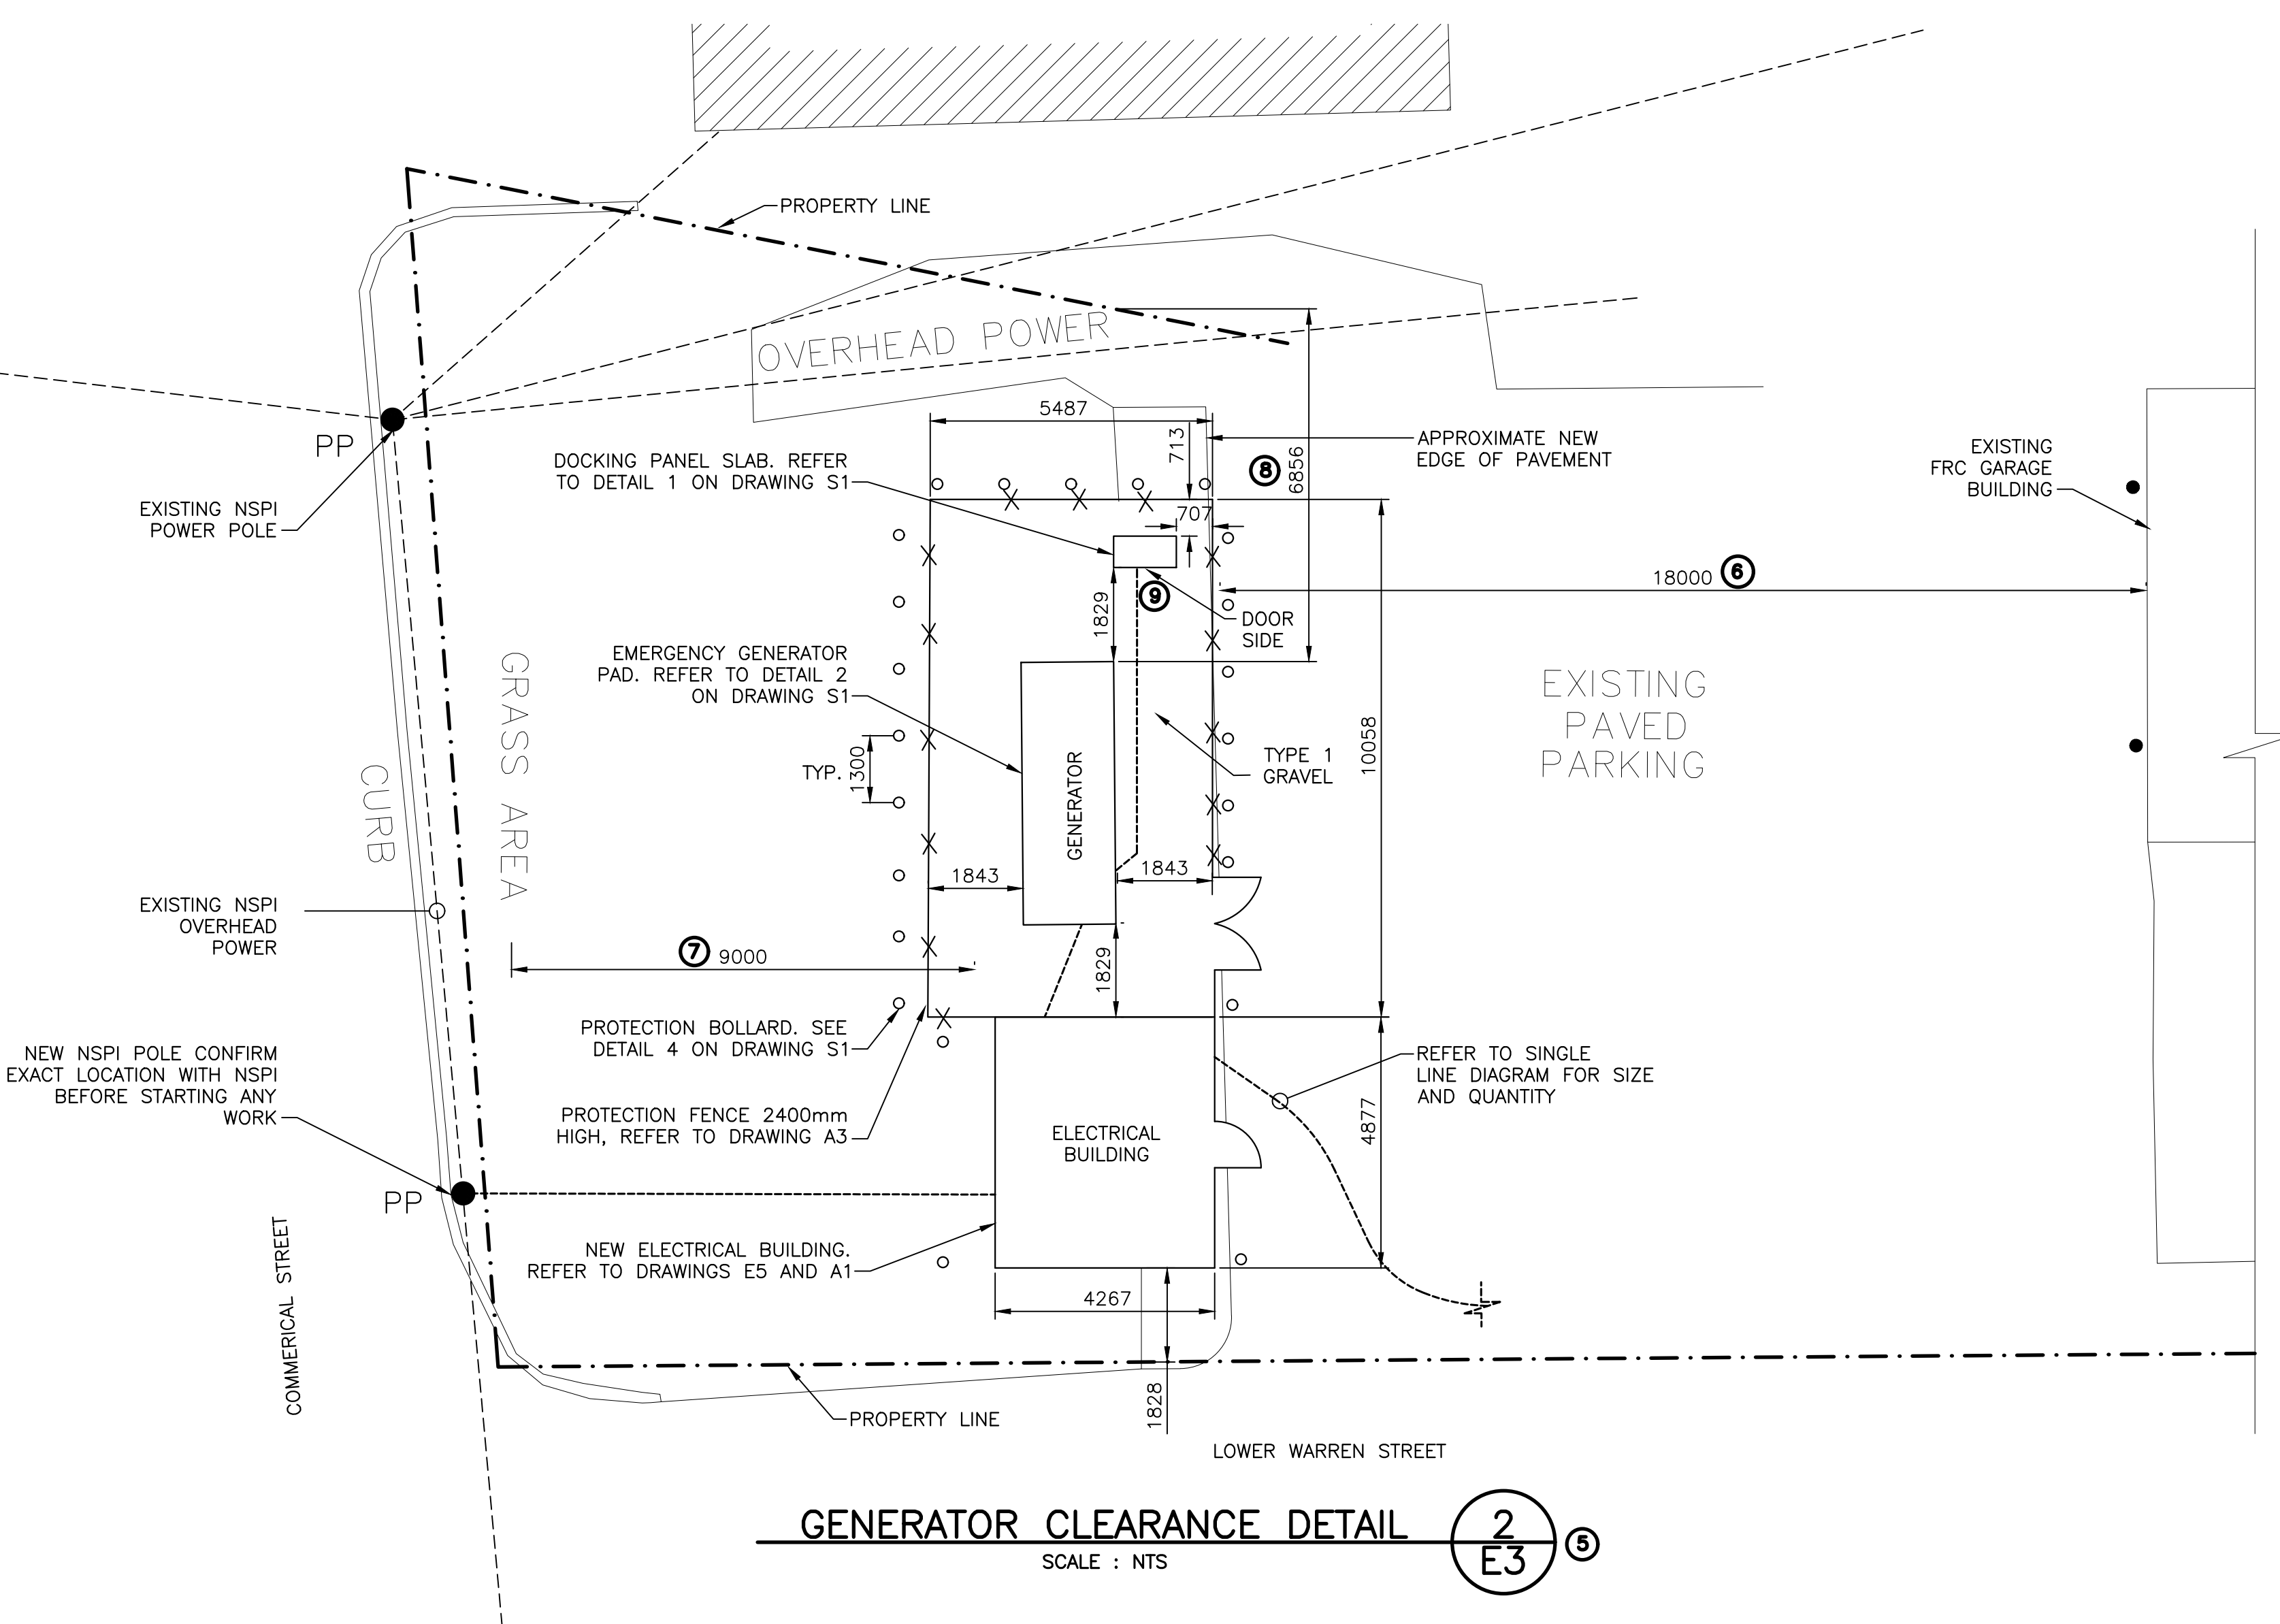 PROPERTY LINE
OVERHEAD POWER
PP
EXISTING NSPI
POWER POLE
5487
713
8
6856
APPROXIMATE NEW
EDGE OF PAVEMENT
DOCKING PANEL SLAB. REFER
TO DETAIL 1 ON DRAWING S1
707
EXISTING
FRC GARAGE
BUILDING
18000
6
9
1829
DOOR
SIDE
EMERGENCY GENERATOR
PAD. REFER TO DETAIL 2
ON DRAWING S1
GRASS AREA
EXISTING
PAVED
PARKING
TYP.
1300
GENERATOR
TYPE 1
GRAVEL
10058
CURB
1843
1843
EXISTING NSPI
OVERHEAD
POWER
7
9000
1829
PROTECTION BOLLARD. SEE
DETAIL 4 ON DRAWING S1
NEW NSPI POLE CONFIRM
EXACT LOCATION WITH NSPI
BEFORE STARTING ANY
WORK
REFER TO SINGLE
LINE DIAGRAM FOR SIZE
AND QUANTITY
PROTECTION FENCE 2400mm
HIGH, REFER TO DRAWING A3
ELECTRICAL
BUILDING
4877
PP
COMMERICAL STREET
NEW ELECTRICAL BUILDING.
REFER TO DRAWINGS E5 AND A1
4267
1828
PROPERTY LINE
LOWER WARREN STREET
GENERATOR CLEARANCE DETAIL
SCALE : NTS
2
E3
5